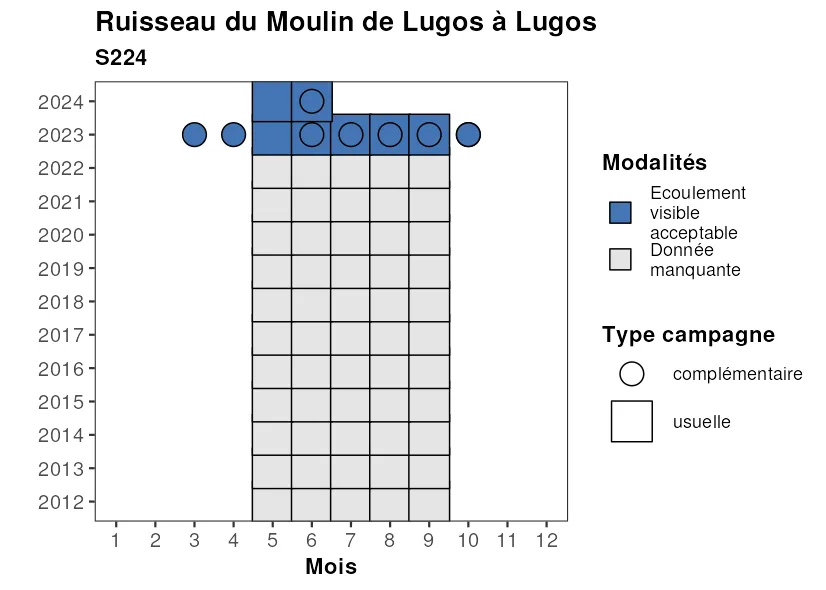 Ruisseau du Moulin de Lugos à Lugos
S224
2024
2023
2022
2021
2020
2019
2018
2017
2016
2015
2014
2013
2012
1 2 3 4 5 6 7 8 9 10 11 12
Mois
Modalités
Ecoulement
visible
acceptable
Donnée
manquante
Type campagne
complémentaire
usuelle